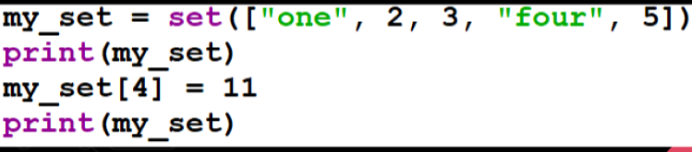 my_set = set(["one", 2, 3, "four", 5])
print(my_set)
my_set[4] = 11
print(my_set)